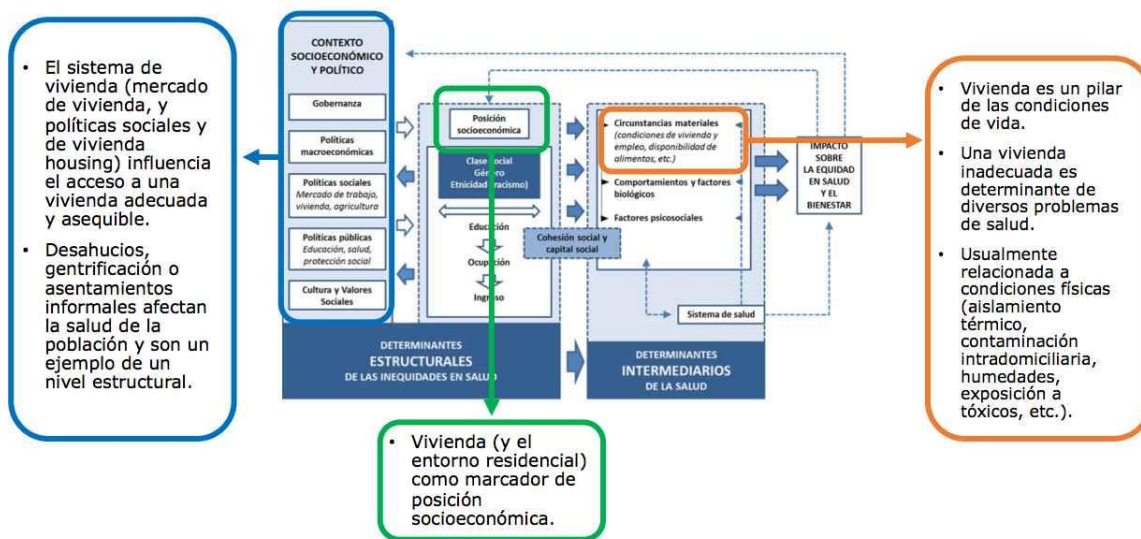 • El sistema de
vivienda (mercado
de vivienda, y
políticas sociales y
de vivienda
housing) influencia
el acceso a una
vivienda adecuada
y asequible.
• Desahucios,
gentrificación o
asentamientos
informales afectan
la salud de la
población y son un
ejemplo de un
nivel estructural.
CONTEXTO
SOCIOECONÓMICO
Y POLÍTICO
Gobernanza
Políticas
macroeconómicas
Políticas sociales
Mercado de trabajo,
vivienda, agricultura
Políticas públicas
Educación, salud,
protección social
Cultura y Valores
Sociales
Posición
socioeconómica
Clase social
Género
Etnicidad (racismo)
Educación
Ocupación
Ingreso
Cohesión social y
capital social
DETERMINANTES
ESTRUCTURALES
DE LAS INEQUIDADES EN SALUD
Circunstancias materiales
(condiciones de vivienda y
empleo, disponibilidad de
alimentos, etc.)
Comportamientos y factores
biológicos
Factores psicosociales
Sistema de salud
DETERMINANTES
INTERMEDIARIOS
DE LA SALUD
IMPACTO
SOBRE
LA EQUIDAD
EN SALUD
Y EL
BIENESTAR
• Vivienda es un pilar
de las condiciones
de vida.
• Una vivienda
inadecuada es
determinante de
diversos problemas
de salud.
• Usualmente
relacionada a
condiciones físicas
(aislamiento
térmico,
contaminación
intradomiciliaria,
humedades,
exposición a
tóxicos, etc.).
• Vivienda (y el
entorno residencial)
como marcador de
posición
socioeconómica.